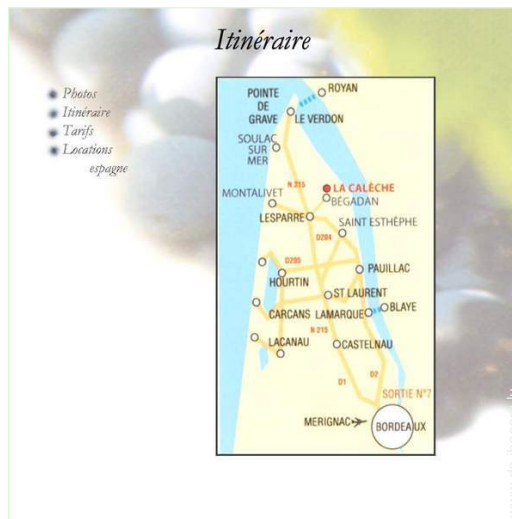 Itinéraire
Photos
Itinéraire
Tarifs
Locations
espagne
ROYAN
POINTE
DE
GRAVE
LE VERDON
SOULAC
SUR
MER
N 215
LA CALÈCHE
MONTALIVET
BÉGADAN
LESPARRE
SAINT ESTHÉPHE
D204
D205
PAUILLAC
HOURTIN
ST LAURENT
CARCANS
LAMARQUE
BLAYE
N 215
LACANAU
CASTELNAU
D1
D2
SORTIE N°7
MERIGNAC
BORDEAUX